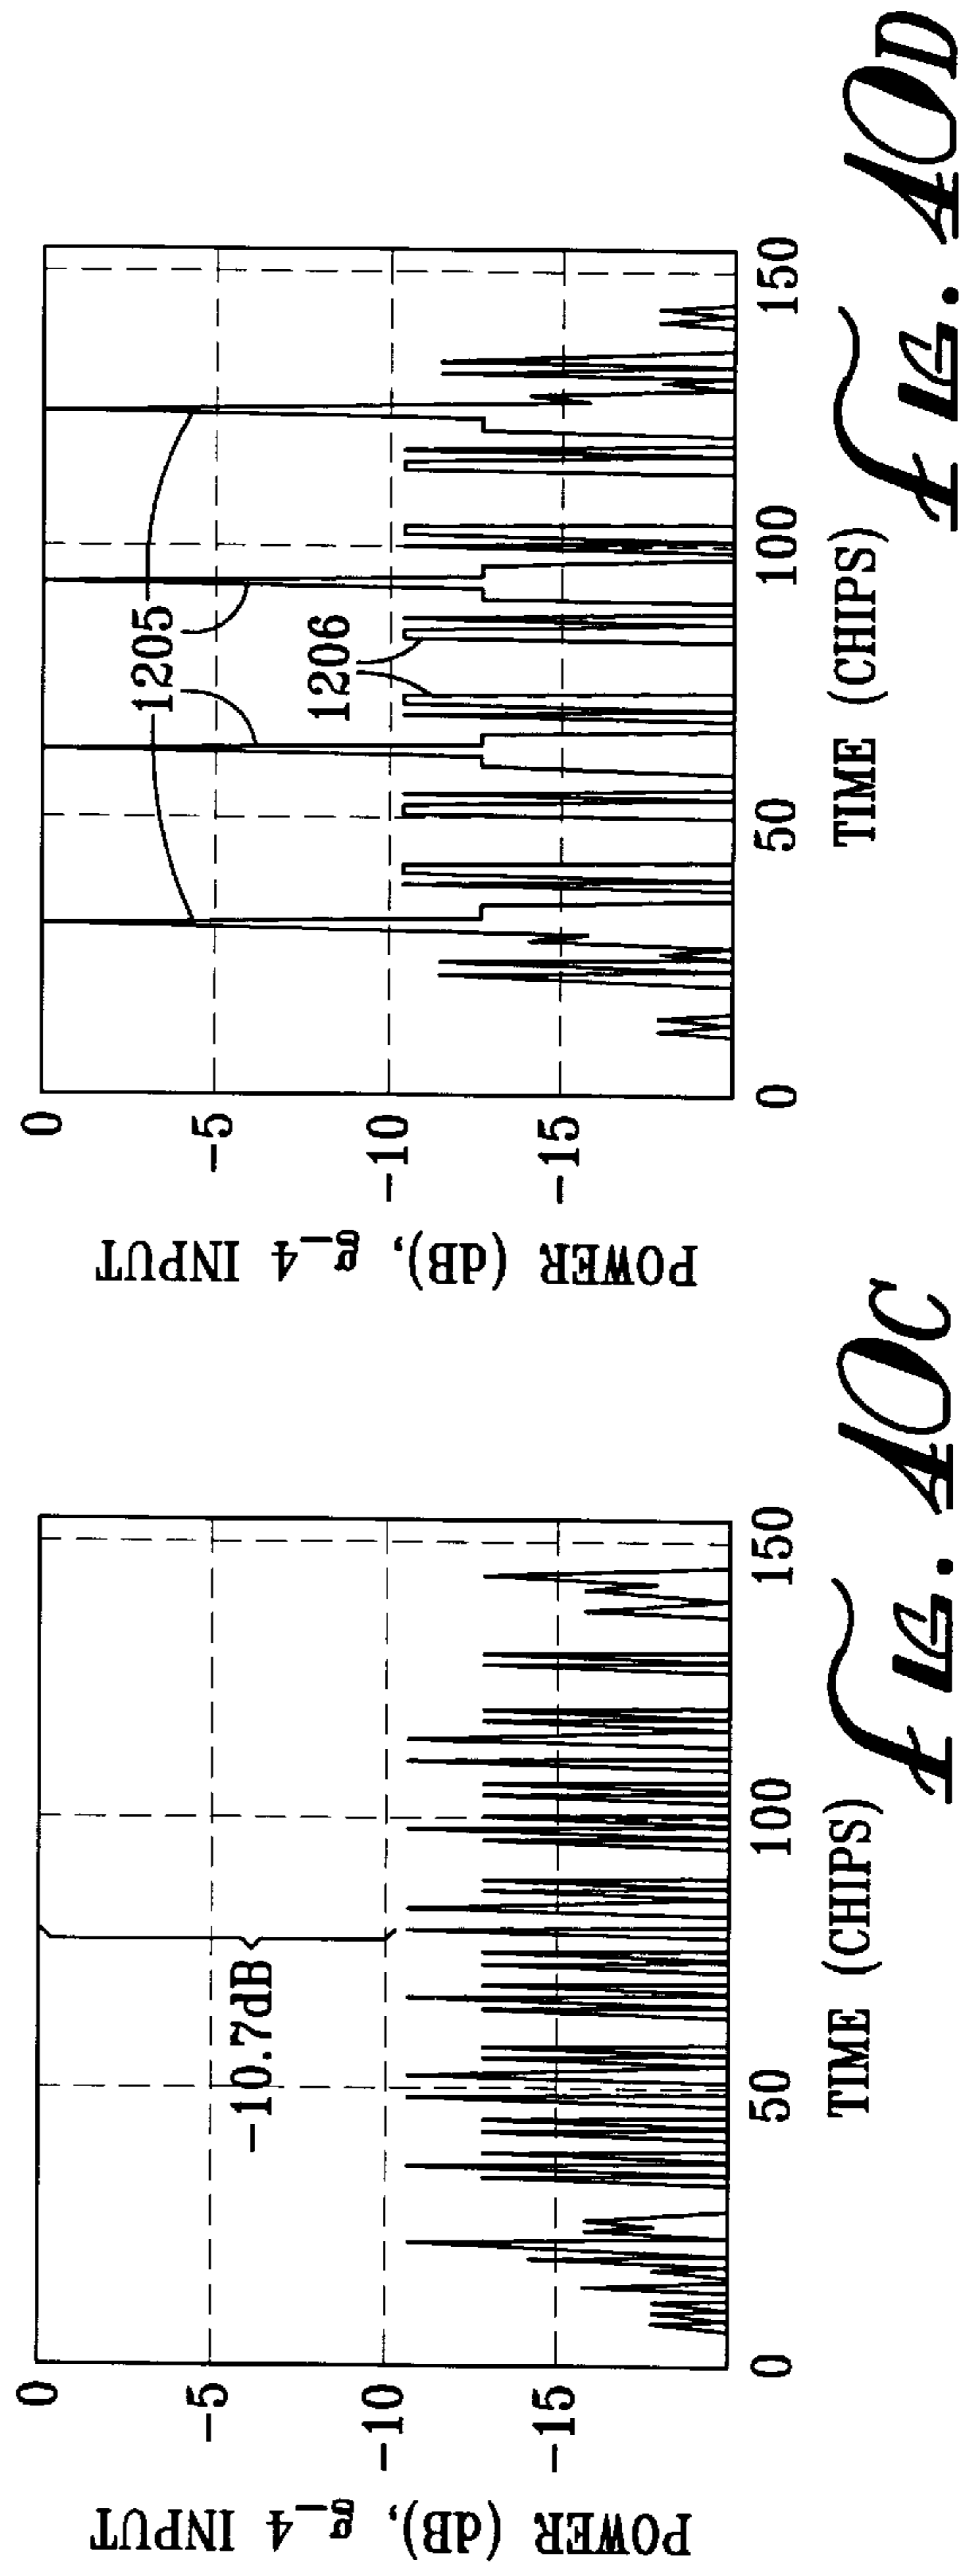 POWER (dB), g_4 INPUT
0
-5
-10
-15
-10.7dB
0
50
100
150
TIME (CHIPS)
FIG. 40C
POWER (dB), g_4 INPUT
0
-5
-10
-15
1205
1206
0
50
100
150
TIME (CHIPS)
FIG. 40D